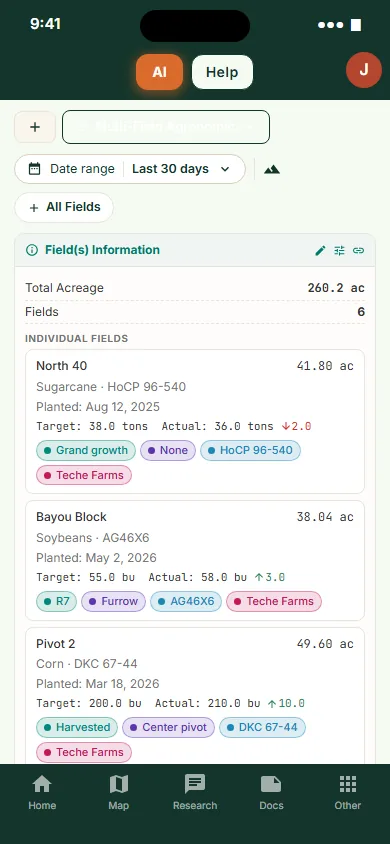 9:41
AI
Help
J
Date range
Last 30 days
All Fields
Field(s) Information
Total Acreage
260.2 ac
Fields
6
INDIVIDUAL FIELDS
North 40
41.80 ac
Sugarcane · HoCP 96-540
Planted: Aug 12, 2025
Target: 38.0 tons Actual: 36.0 tons ↓2.0
Grand growth
None
HoCP 96-540
Teche Farms
Bayou Block
38.04 ac
Soybeans · AG46X6
Planted: May 2, 2026
Target: 55.0 bu Actual: 58.0 bu ↑3.0
R7
Furrow
AG46X6
Teche Farms
Pivot 2
49.60 ac
Corn · DKC 67-44
Planted: Mar 18, 2026
Target: 200.0 bu Actual: 210.0 bu ↑10.0
Harvested
Center pivot
DKC 67-44
Teche Farms
Home
Map
Research
Docs
Other